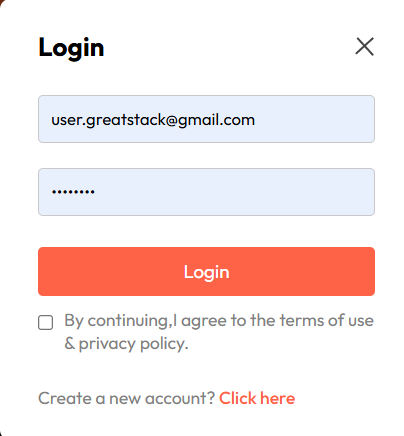 Login
user.greatstack@gmail.com
••••••••
Login
By continuing,I agree to the terms of use
& privacy policy.
Create a new account? Click here